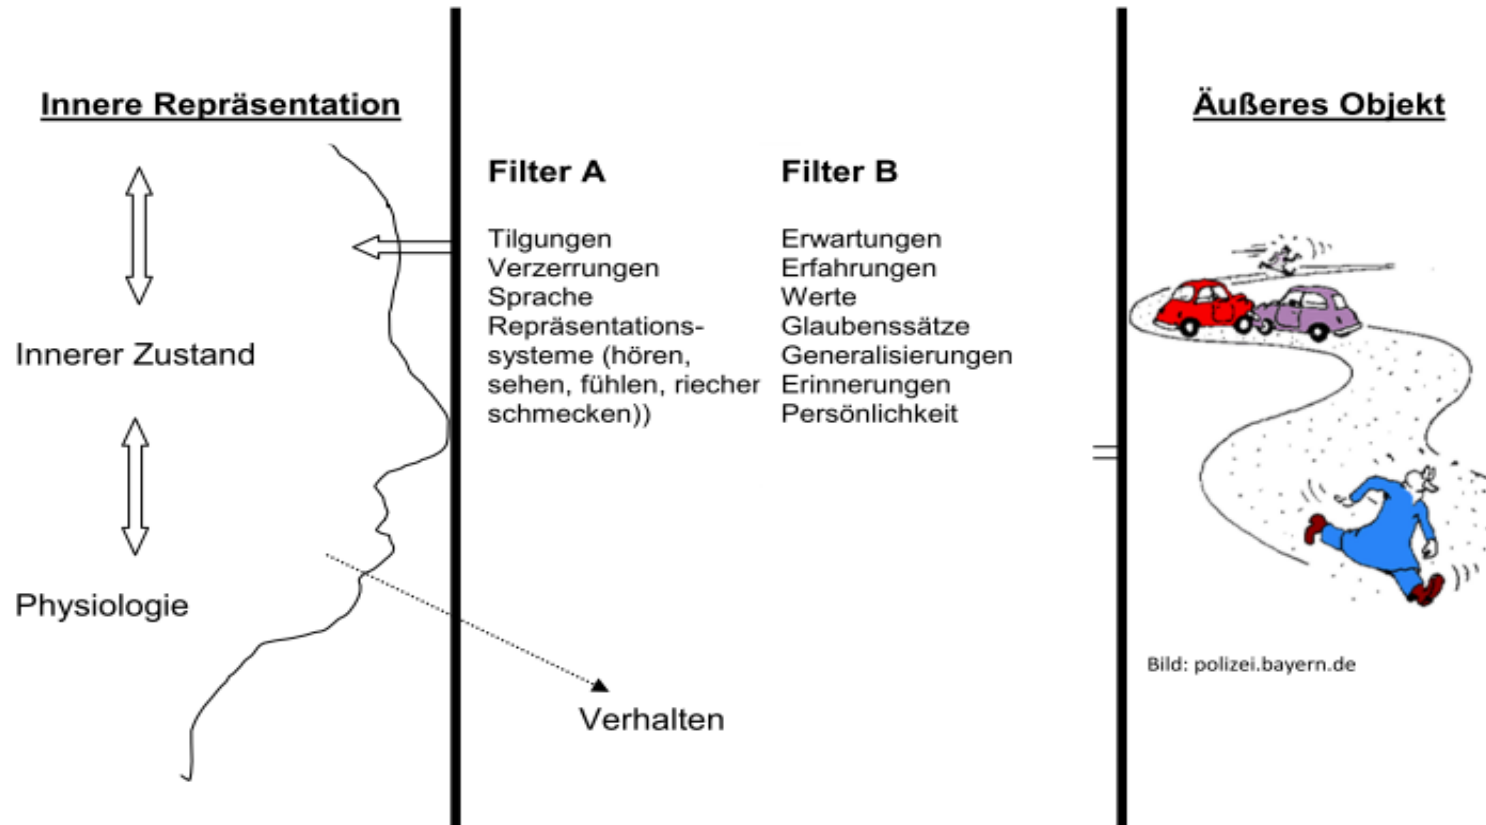 Innere Repräsentation
Innerer Zustand
Physiologie
Filter A
Tilgungen
Verzerrungen
Sprache
Repräsentations-
systeme (hören,
sehen, fühlen, riecher
schmecken))
Filter B
Erwartungen
Erfahrungen
Werte
Glaubenssätze
Generalisierungen
Erinnerungen
Persönlichkeit
Verhalten
Äußeres Objekt
Bild: polizei.bayern.de